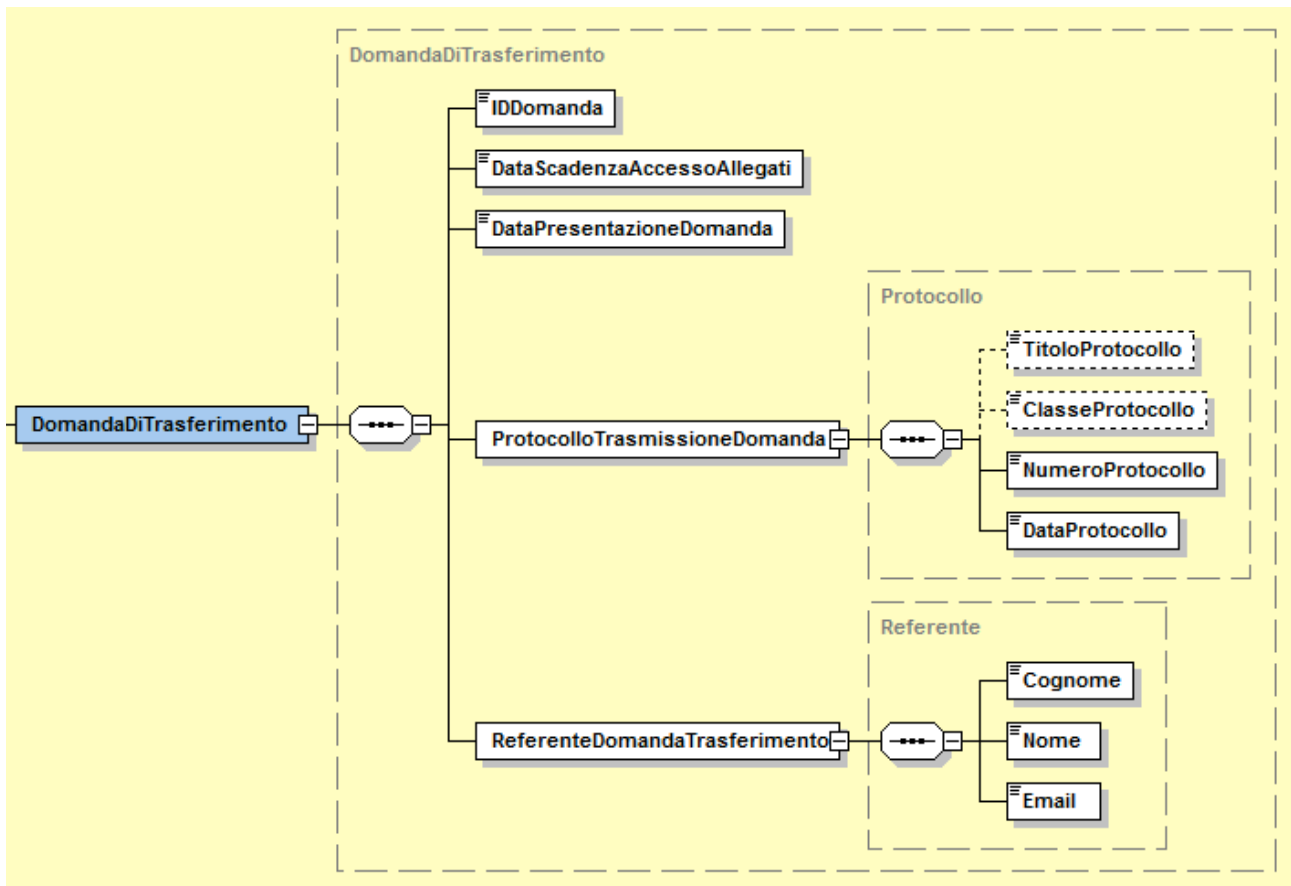 DomandaDiTrasferimento
IDDomanda
DataScadenzaAccessoAllegati
DataPresentazioneDomanda
Protocollo
TitoloProtocollo
ClasseProtocollo
DomandaDiTrasferimento
ProtocolloTrasmissioneDomanda
NumeroProtocollo
DataProtocollo
Referente
Cognome
ReferenteDomandaTrasferimento
Nome
Email